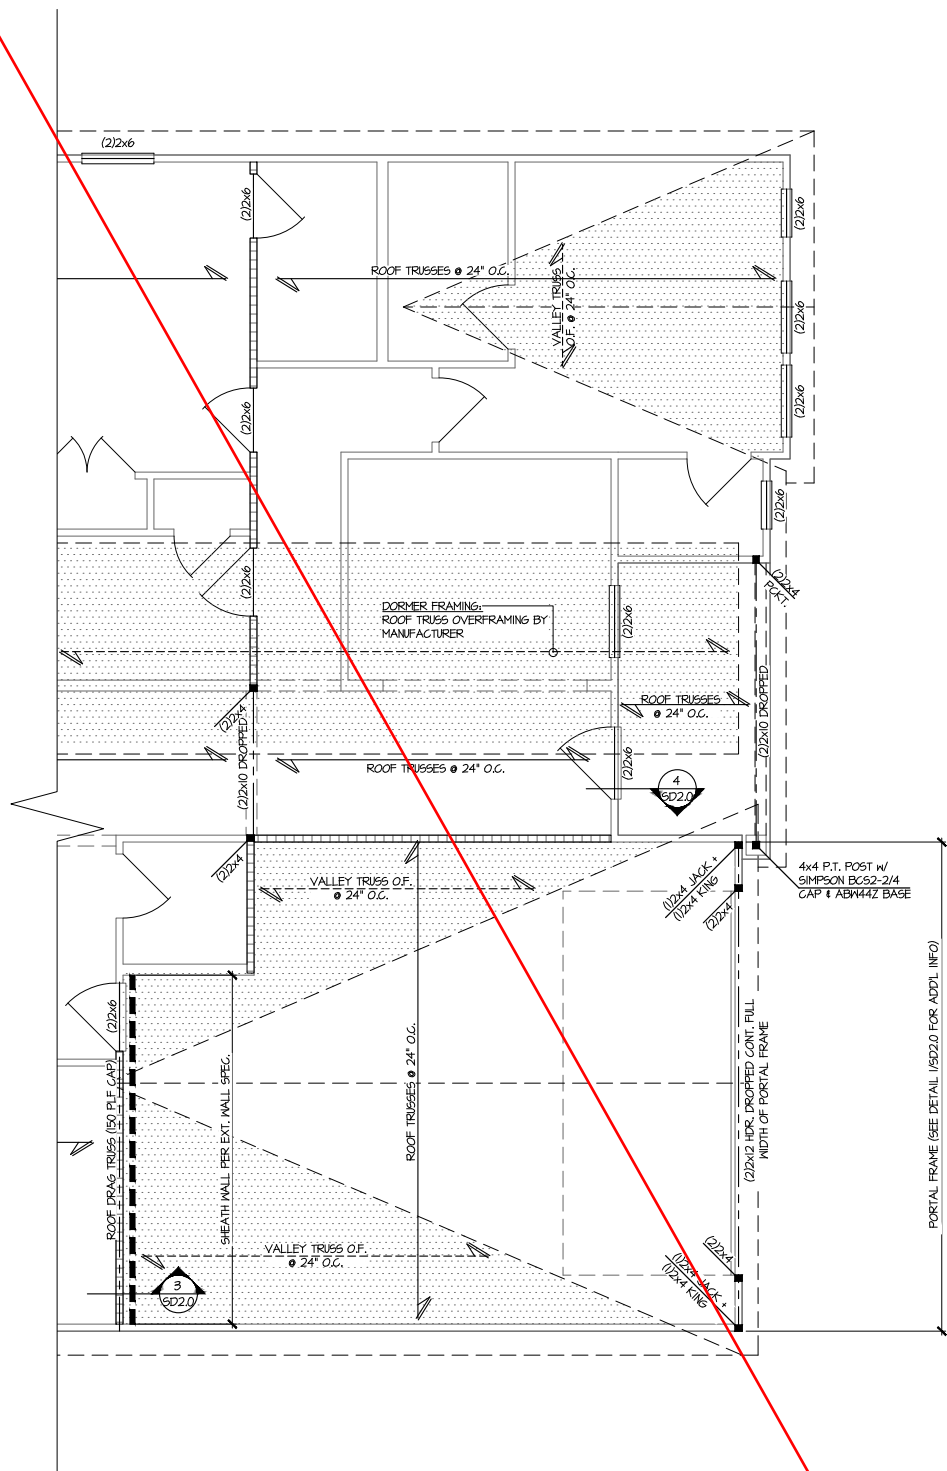 (2)2x6
(2)2x6
(2)2x6
ROOF TRUSSES @ 24" O.C.
VALLEY TRUSS
O.F. @ 24" O.C.
(2)2x6
(2)2x6
(2)2x6
(2)2x6
(2)2x6
(2)2x4
PCKT.
DORMER FRAMING:
ROOF TRUSS OVERFRAMING BY
MANUFACTURER
(2)2x6
ROOF TRUSSES
@ 24" O.C.
(2)2x10 DROPPED
(2)2x4
(2)2x10 DROPPED
ROOF TRUSSES @ 24" O.C.
(2)2x6
4
SD2.0
(2)2x4
VALLEY TRUSS O.F.
@ 24" O.C.
(1)2x4 JACK +
(1)2x4 KING
(2)2x4
4x4 P.T. POST W/
SIMPSON BCS2-2/4
CAP & ABW44Z BASE
(2)2x6
ROOF DRAG TRUSS (150 PLF CAP)
SHEATH WALL PER EXT. WALL SPEC.
ROOF TRUSSES @ 24" O.C.
(2)2x12 HDR. DROPPED CONT. FULL
WIDTH OF PORTAL FRAME
PORTAL FRAME (SEE DETAIL 1/SD2.0 FOR ADD'L INFO)
VALLEY TRUSS O.F.
@ 24" O.C.
3
SD2.0
(2)2x4
(1)2x4 JACK +
(1)2x4 KING